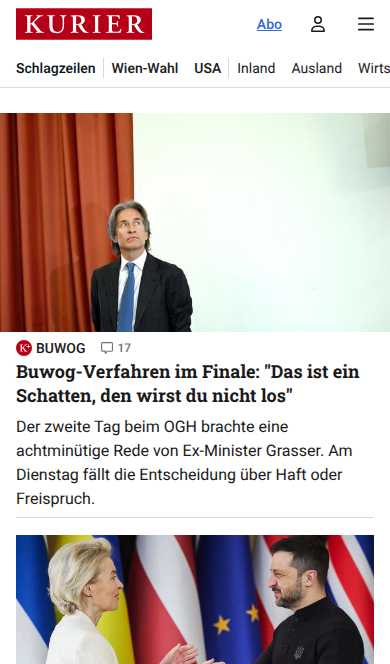 KURIER
Abo
Schlagzeilen Wien-Wahl USA Inland Ausland Wirts
K+ BUWOG 17
Buwog-Verfahren im Finale: "Das ist ein
Schatten, den wirst du nicht los"
Der zweite Tag beim OGH brachte eine
achtminütige Rede von Ex-Minister Grasser. Am
Dienstag fällt die Entscheidung über Haft oder
Freispruch.